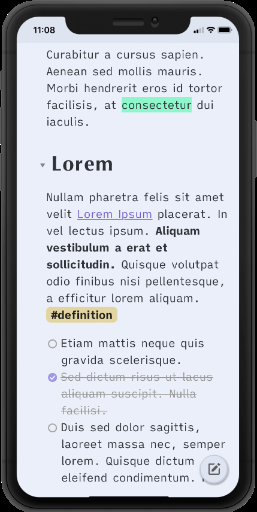 11:08
Curabitur a cursus sapien.
Aenean sed mollis mauris.
Morbi hendrerit eros id tortor
facilisis, at consectetur dui
iaculis.
Lorem
Nullam pharetra felis sit amet
velit Lorem Ipsum placerat. In
vel lectus ipsum. Aliquam
vestibulum a erat et
sollicitudin. Quisque volutpat
odio finibus nisi pellentesque,
a efficitur lorem aliquam.
#definition
Etiam mattis neque quis
gravida scelerisque.
Sed dictum risus ut lacus
aliquam suscipit. Nulla
facilisi.
Duis sed dolor sagittis,
laoreet massa nec, semper
lorem. Quisque dictum
eleifend condimentum.